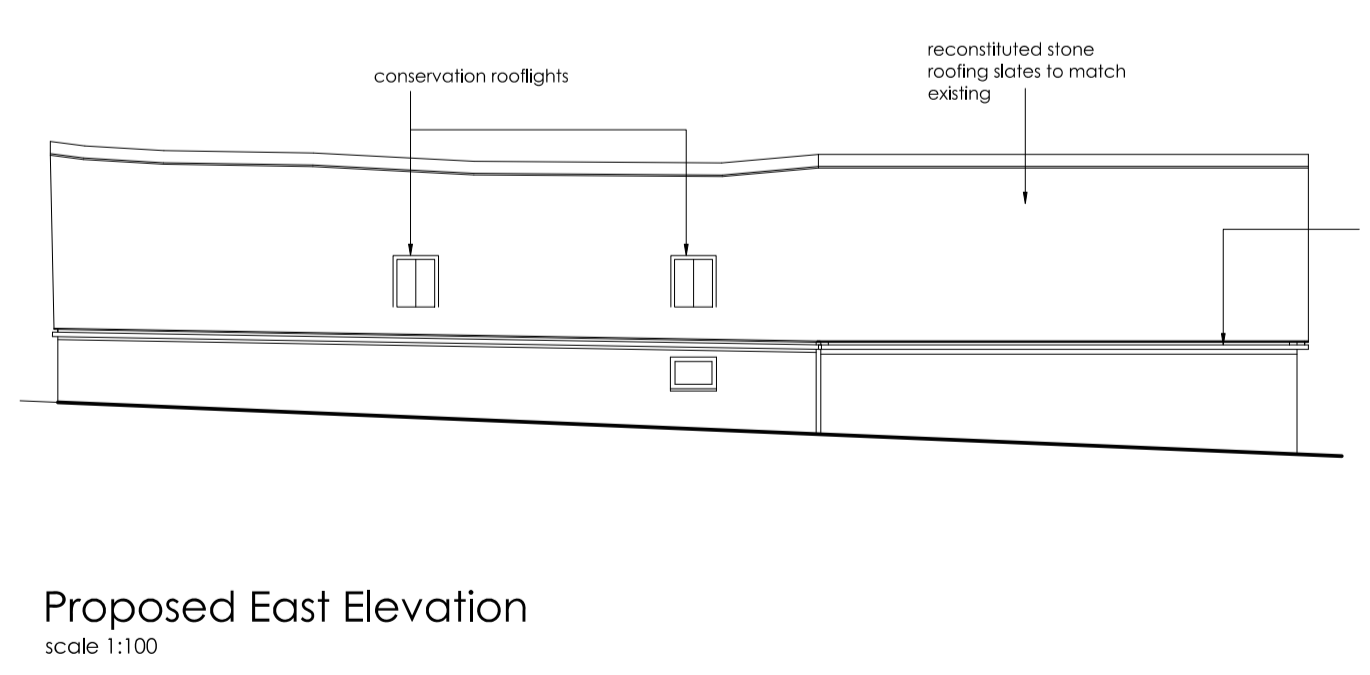 conservation rooflights
reconstituted stone
roofing slates to match
existing
Proposed East Elevation
scale 1:100